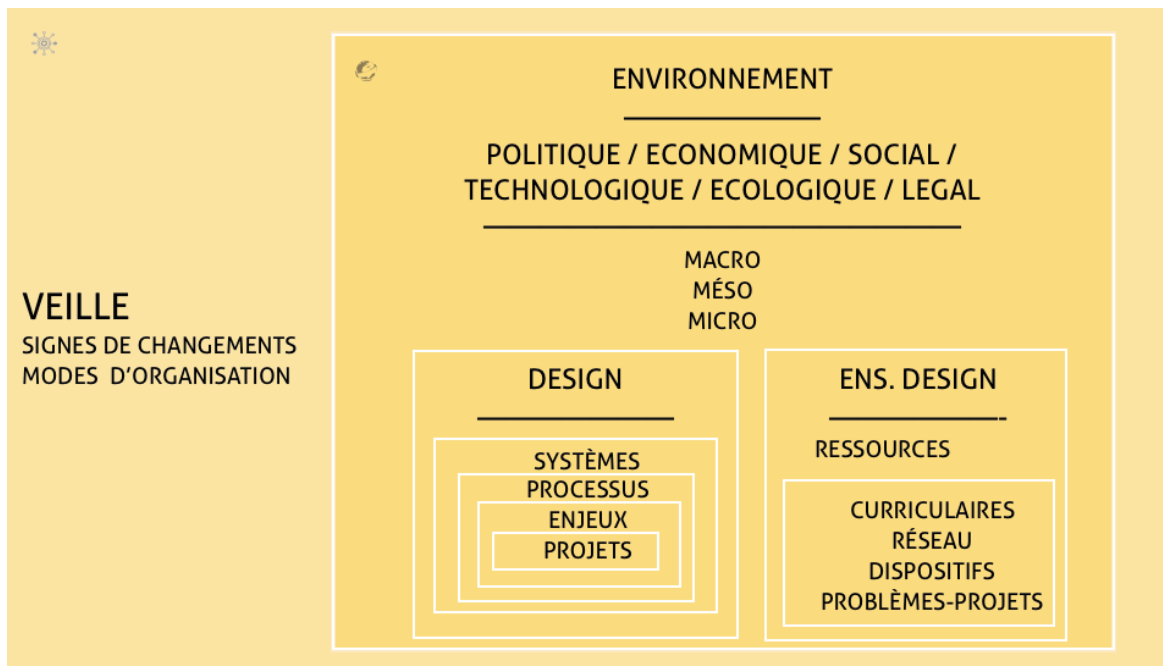 VEILLE
SIGNES DE CHANGEMENTS
MODES D'ORGANISATION
ENVIRONNEMENT
POLITIQUE / ECONOMIQUE / SOCIAL /
TECHNOLOGIQUE / ECOLOGIQUE / LEGAL
MACRO
MÉSO
MICRO
DESIGN
SYSTÈMES
PROCESSUS
ENJEUX
PROJETS
ENS. DESIGN
RESSOURCES
CURRICULAIRES
RÉSEAU
DISPOSITIFS
PROBLÈMES-PROJETS